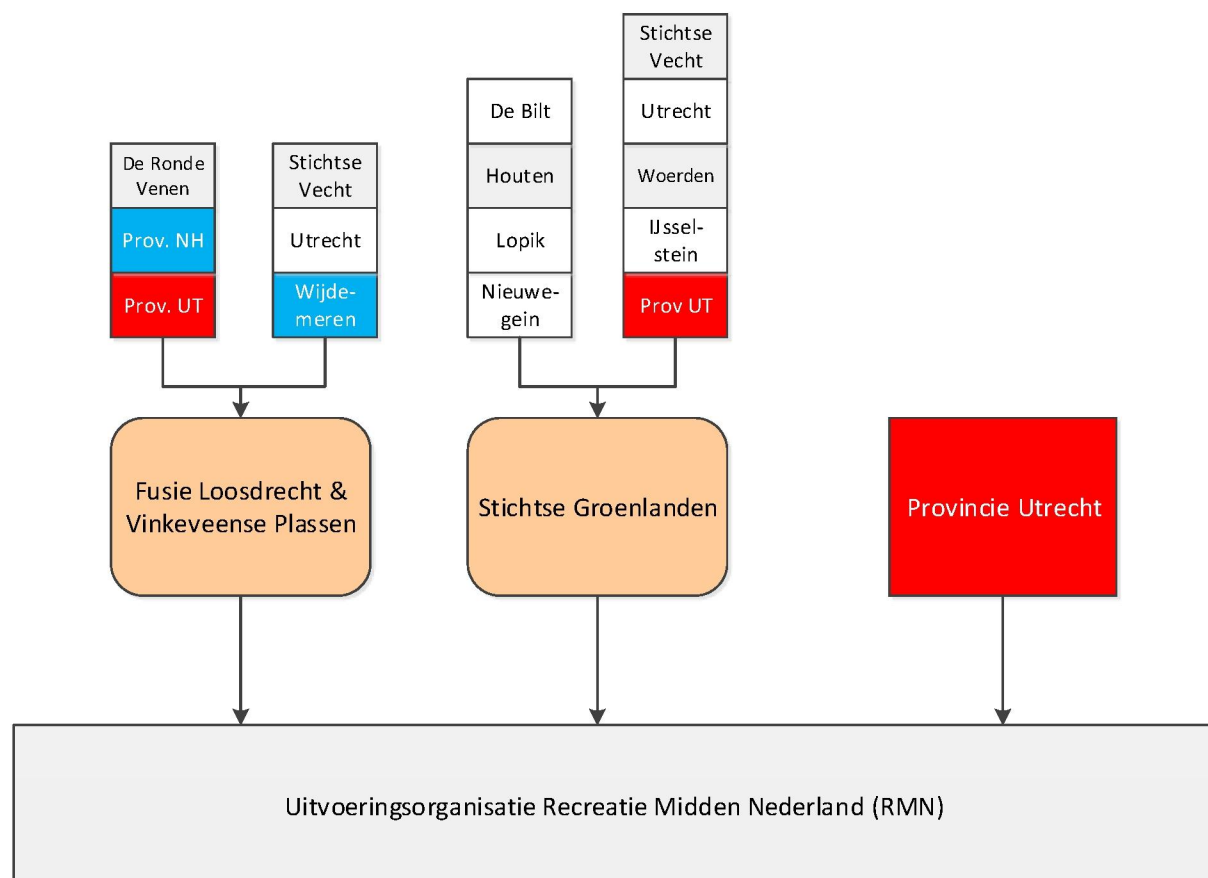 De Ronde
Venen
Prov. NH
Prov. UT
Stichtse
Vecht
Utrecht
Wijde-
meren
De Bilt
Houten
Lopik
Nieuwe-
gein
Stichtse
Vecht
Utrecht
Woerden
IJssel-
stein
Prov UT
Fusie Loosdrecht &
Vinkeveense Plassen
Stichtse Groenlanden
Provincie Utrecht
Uitvoeringsorganisatie Recreatie Midden Nederland (RMN)